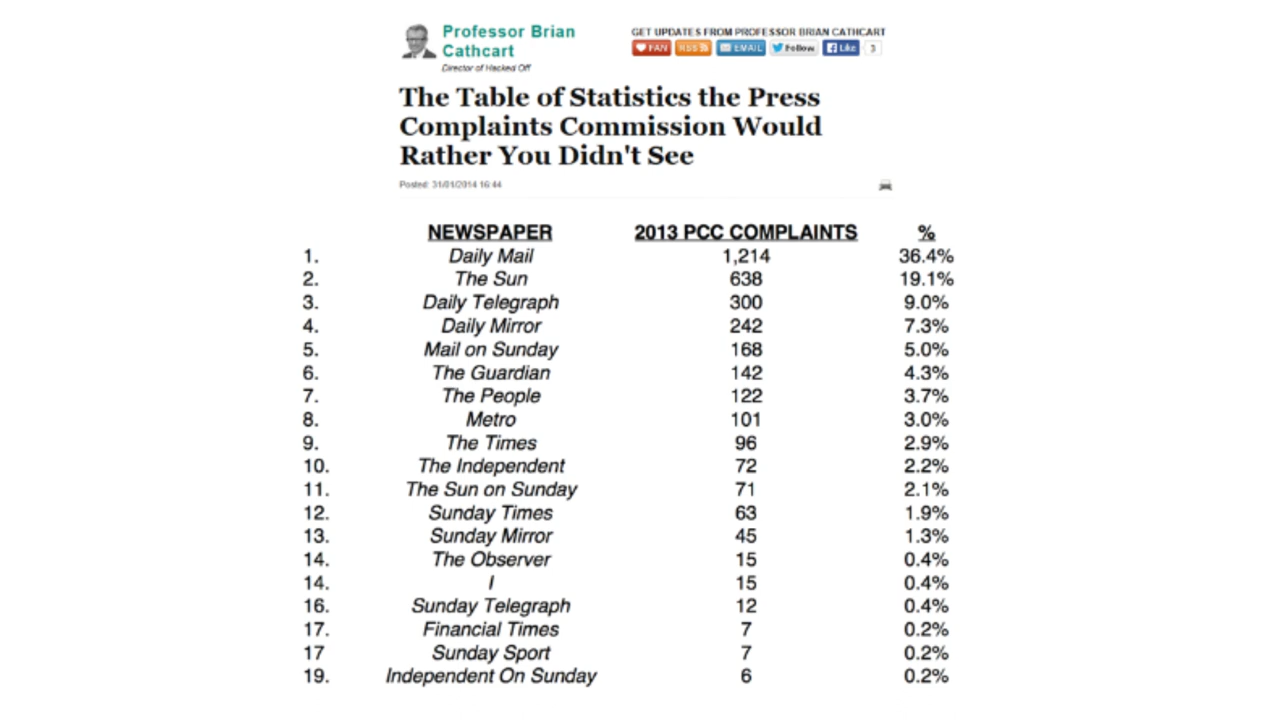 Professor Brian
Cathcart
Director of Hacked Off
GET UPDATES FROM PROFESSOR BRIAN CATHCART
FAN RSS EMAIL Follow Like 3
The Table of Statistics the Press
Complaints Commission Would
Rather You Didn't See
Posted: 31/01/2014 16:44
NEWSPAPER 2013 PCC COMPLAINTS %
1. Daily Mail 1,214 36.4%
2. The Sun 638 19.1%
3. Daily Telegraph 300 9.0%
4. Daily Mirror 242 7.3%
5. Mail on Sunday 168 5.0%
6. The Guardian 142 4.3%
7. The People 122 3.7%
8. Metro 101 3.0%
9. The Times 96 2.9%
10. The Independent 72 2.2%
11. The Sun on Sunday 71 2.1%
12. Sunday Times 63 1.9%
13. Sunday Mirror 45 1.3%
14. The Observer 15 0.4%
14. I 15 0.4%
16. Sunday Telegraph 12 0.4%
17. Financial Times 7 0.2%
17 Sunday Sport 7 0.2%
19. Independent On Sunday 6 0.2%